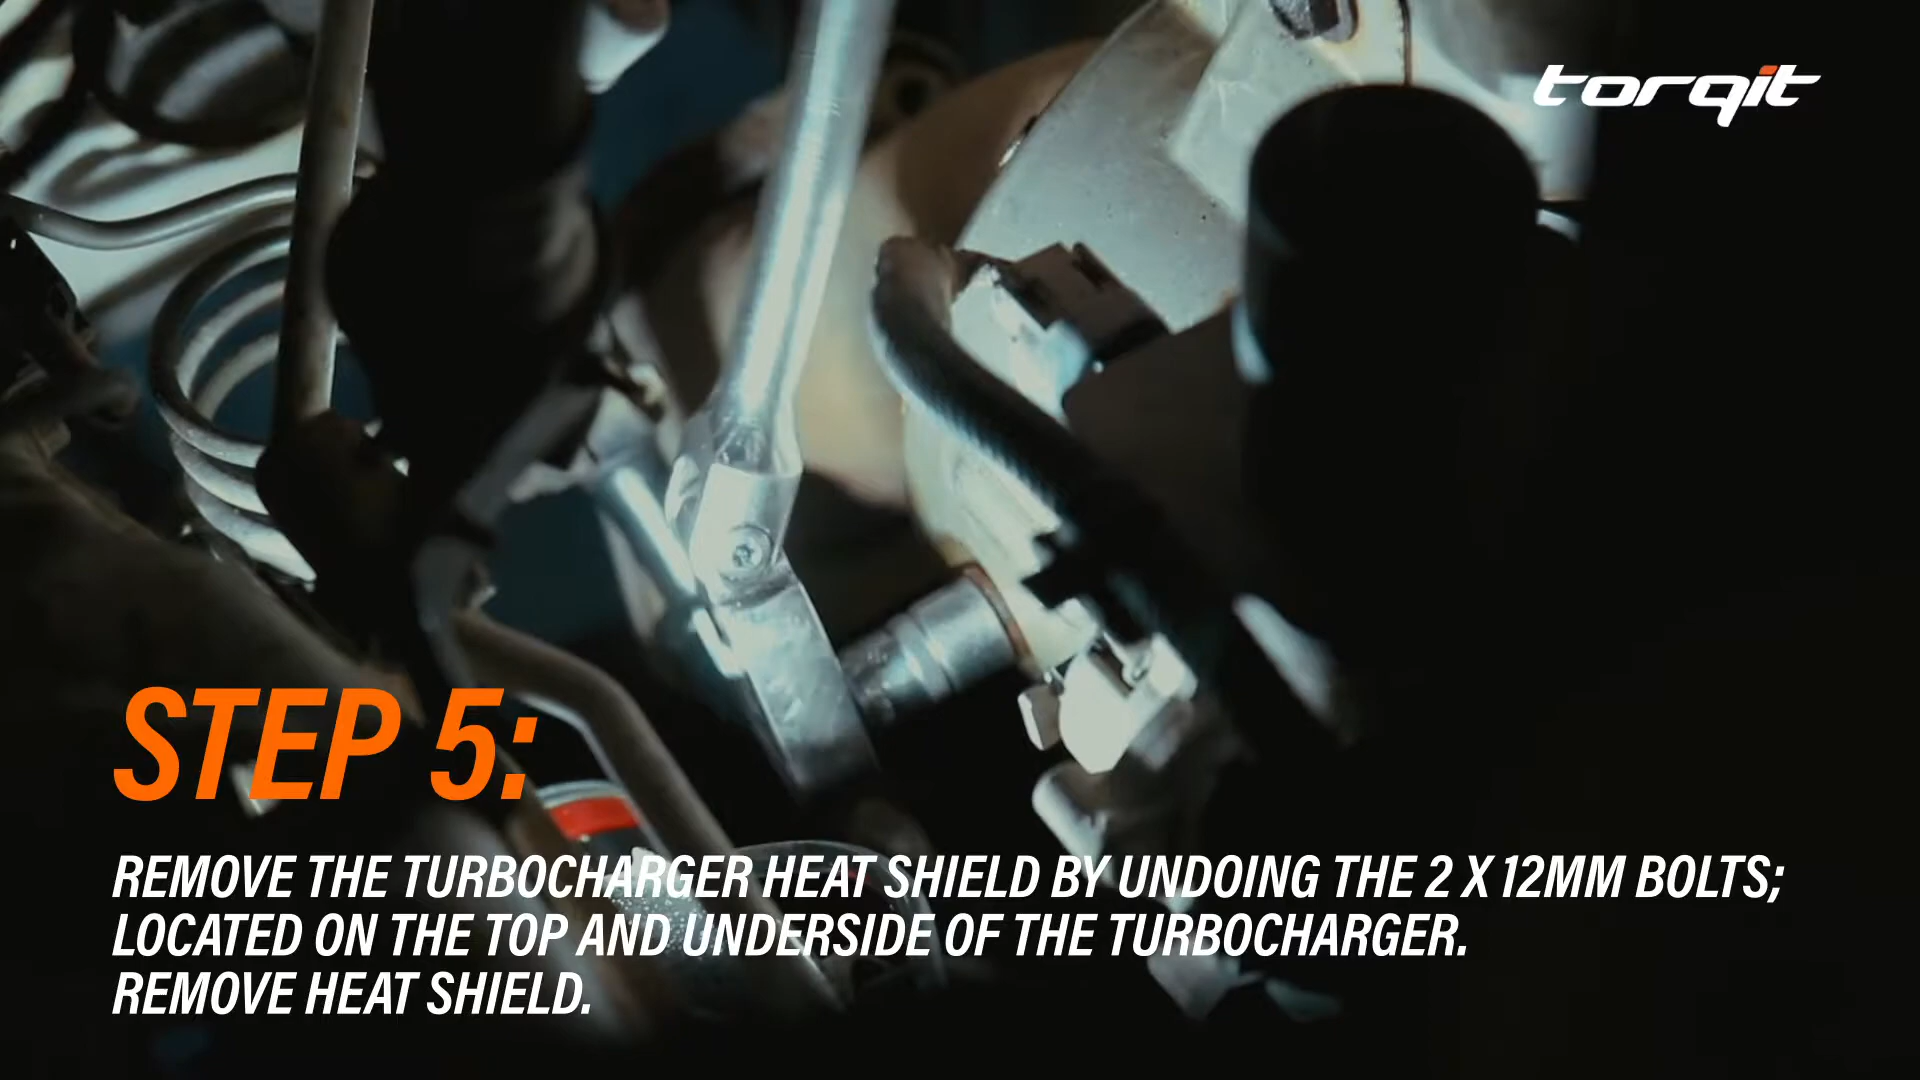 torqit
STEP 5:
REMOVE THE TURBOCHARGER HEAT SHIELD BY UNDOING THE 2 X 12MM BOLTS;
LOCATED ON THE TOP AND UNDERSIDE OF THE TURBOCHARGER.
REMOVE HEAT SHIELD.